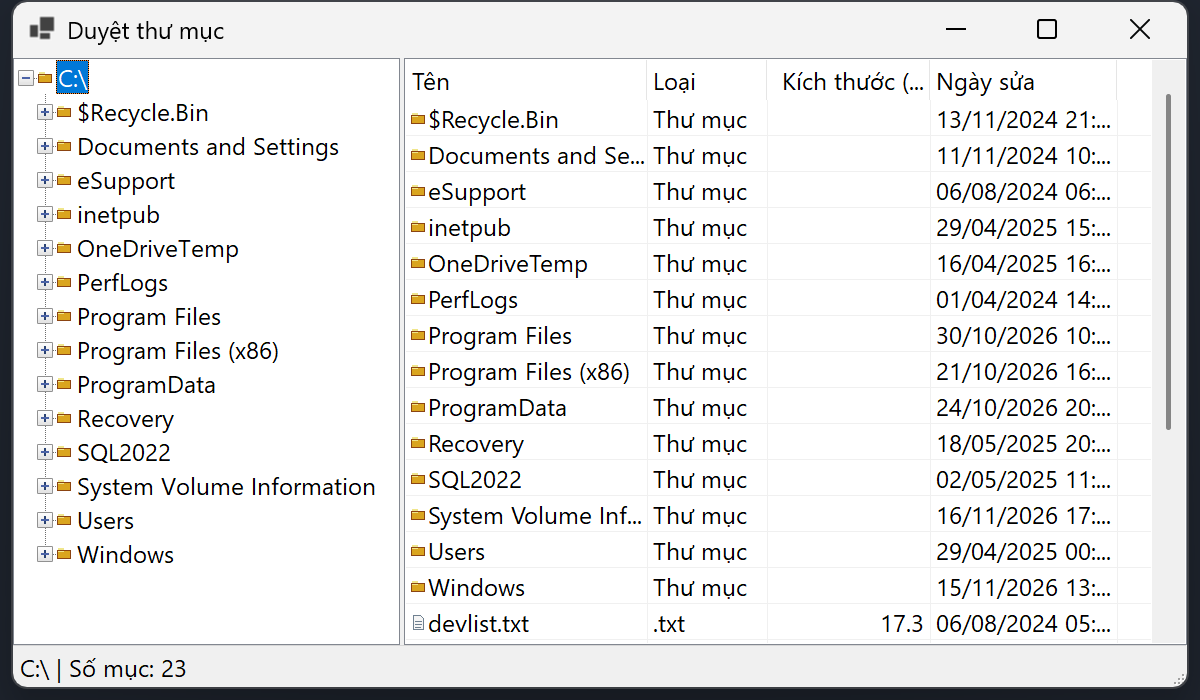 Duyệt thư mục
C:\
$Recycle.Bin
Documents and Settings
eSupport
inetpub
OneDriveTemp
PerfLogs
Program Files
Program Files (x86)
ProgramData
Recovery
SQL2022
System Volume Information
Users
Windows
Tên Loại Kích thước (... Ngày sửa
$Recycle.Bin Thư mục 13/11/2024 21:...
Documents and Se... Thư mục 11/11/2024 10:...
eSupport Thư mục 06/08/2024 06:...
inetpub Thư mục 29/04/2025 15:...
OneDriveTemp Thư mục 16/04/2025 16:...
PerfLogs Thư mục 01/04/2024 14:...
Program Files Thư mục 30/10/2026 10:...
Program Files (x86) Thư mục 21/10/2026 16:...
ProgramData Thư mục 24/10/2026 20:...
Recovery Thư mục 18/05/2025 20:...
SQL2022 Thư mục 02/05/2025 11:...
System Volume Inf... Thư mục 16/11/2026 17:...
Users Thư mục 29/04/2025 00:...
Windows Thư mục 15/11/2026 13:...
devlist.txt .txt 17.3 06/08/2024 05:...
C:\ | Số mục: 23